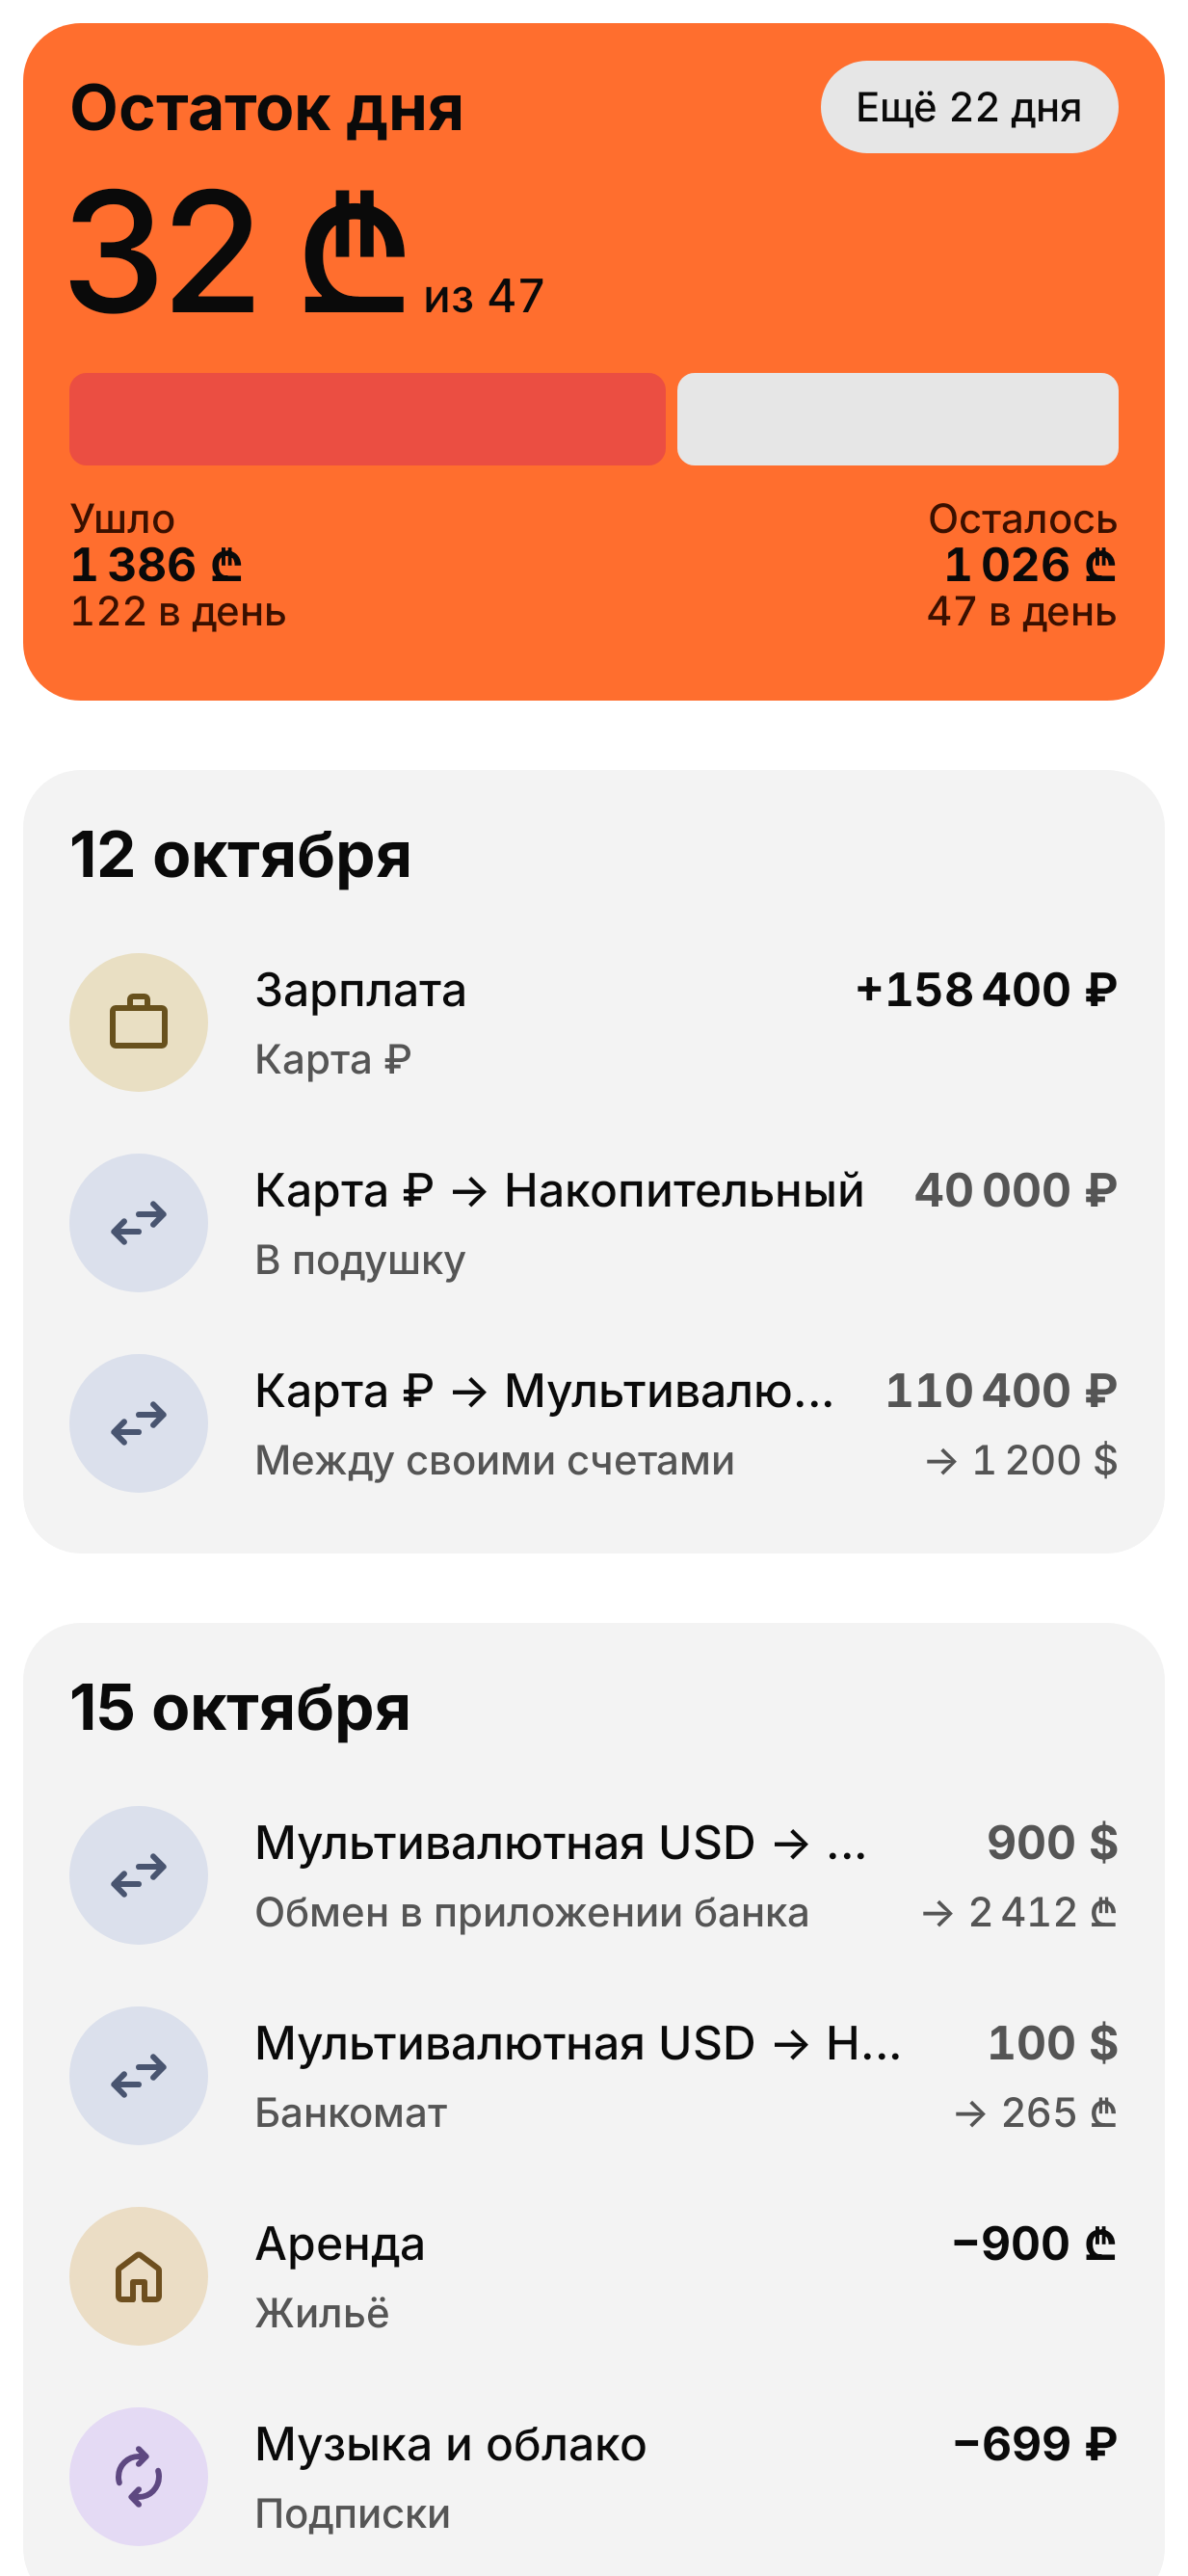 Остаток дня
Ещё 22 дня
32 ₾ из 47
Ушло
Осталось
1 386 ₾
1 026 ₾
122 в день
47 в день
12 октября
Зарплата
+158 400 ₽
Карта ₽
Карта ₽ → Накопительный
40 000 ₽
В подушку
Карта ₽ → Мультивалю...
110 400 ₽
Между своими счетами
→ 1 200 $
15 октября
Мультивалютная USD → ...
900 $
Обмен в приложении банка
→ 2 412 ₾
Мультивалютная USD → Н...
100 $
Банкомат
→ 265 ₾
Аренда
−900 ₾
Жильё
Музыка и облако
−699 ₽
Подписки